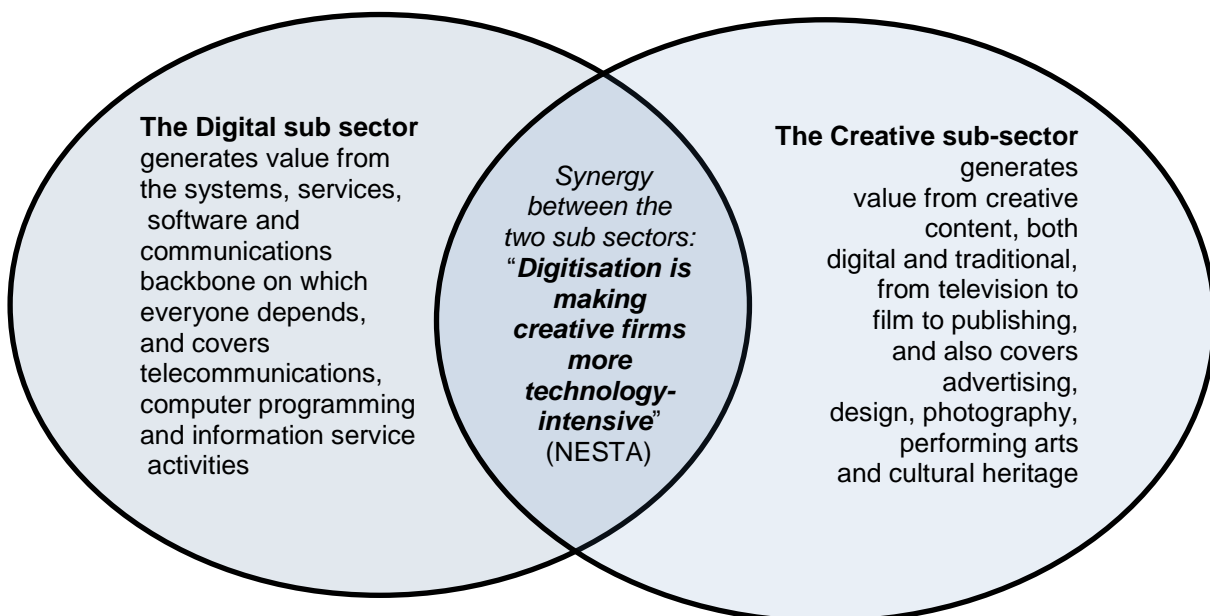 The Digital sub sector
generates value from
the systems, services,
software and
communications
backbone on which
everyone depends,
and covers
telecommunications,
computer programming
and information service
activities
Synergy
between the
two sub sectors:
“Digitisation is
making
creative firms
more
technology-
intensive”
(NESTA)
The Creative sub-sector
generates
value from creative
content, both
digital and traditional,
from television to
film to publishing,
and also covers
advertising,
design, photography,
performing arts
and cultural heritage